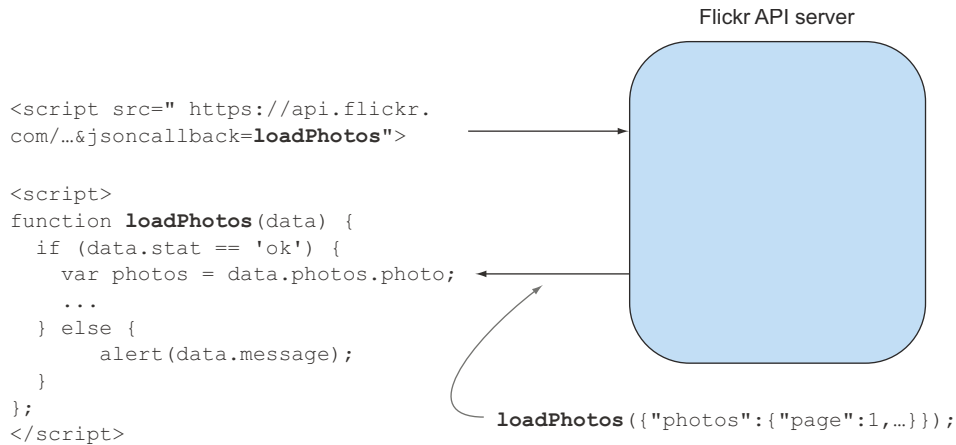 Flickr API server
<script src=" https://api.flickr.
com/…&jsoncallback=loadPhotos">
<script>
function loadPhotos(data) {
  if (data.stat == 'ok') {
    var photos = data.photos.photo;
    ...
  } else {
       alert(data.message);
  }
};
</script>
loadPhotos({"photos":{"page":1,…}});